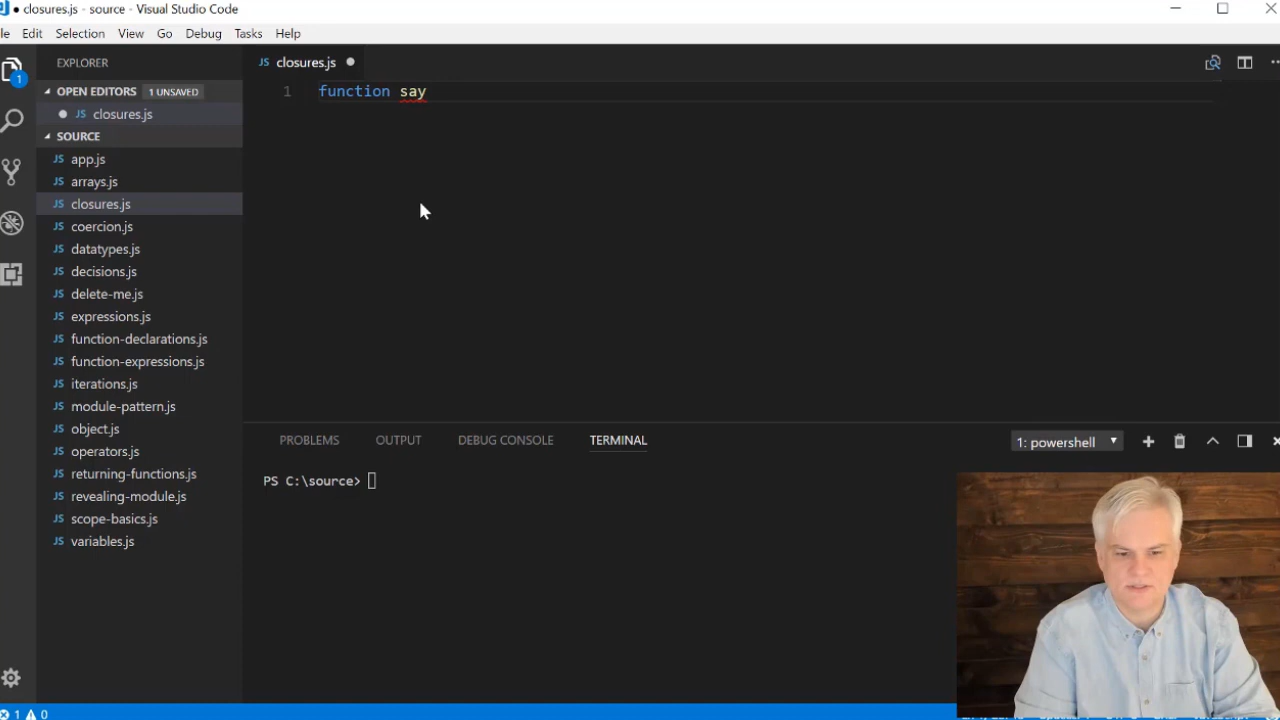 ● closures.js - source - Visual Studio Code
le Edit Selection View Go Debug Tasks Help
EXPLORER
OPEN EDITORS 1 UNSAVED
JS closures.js
SOURCE
JS app.js
JS arrays.js
JS closures.js
JS coercion.js
JS datatypes.js
JS decisions.js
JS delete-me.js
JS expressions.js
JS function-declarations.js
JS function-expressions.js
JS iterations.js
JS module-pattern.js
JS object.js
JS operators.js
JS returning-functions.js
JS revealing-module.js
JS scope-basics.js
JS variables.js
1
JS closures.js ●
1 function say
PROBLEMS OUTPUT DEBUG CONSOLE TERMINAL
1: powershell
PS C:\source>
1 0